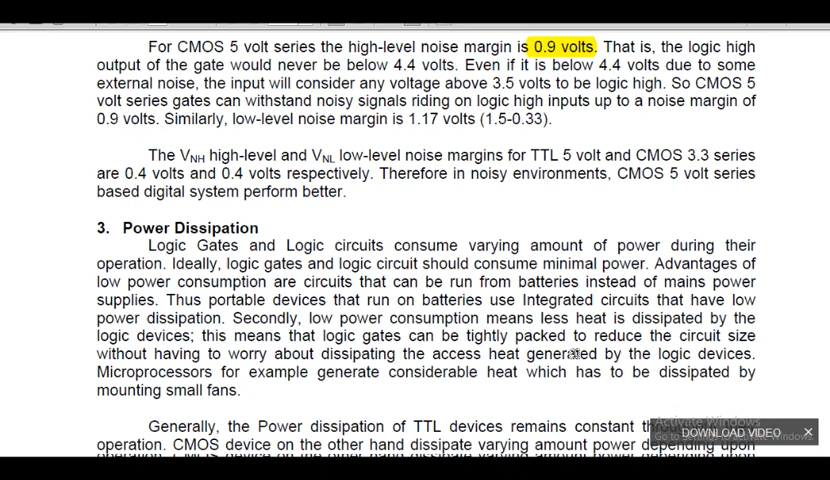 For CMOS 5 volt series the high-level noise margin is 0.9 volts. That is, the logic high
output of the gate would never be below 4.4 volts. Even if it is below 4.4 volts due to some
external noise, the input will consider any voltage above 3.5 volts to be logic high. So CMOS 5
volt series gates can withstand noisy signals riding on logic high inputs up to a noise margin of
0.9 volts. Similarly, low-level noise margin is 1.17 volts (1.5-0.33).
The VNH high-level and VNL low-level noise margins for TTL 5 volt and CMOS 3.3 series
are 0.4 volts and 0.4 volts respectively. Therefore in noisy environments, CMOS 5 volt series
based digital system perform better.
3. Power Dissipation
Logic Gates and Logic circuits consume varying amount of power during their
operation. Ideally, logic gates and logic circuit should consume minimal power. Advantages of
low power consumption are circuits that can be run from batteries instead of mains power
supplies. Thus portable devices that run on batteries use Integrated circuits that have low
power dissipation. Secondly, low power consumption means less heat is dissipated by the
logic devices; this means that logic gates can be tightly packed to reduce the circuit size
without having to worry about dissipating the access heat generated by the logic devices.
Microprocessors for example generate considerable heat which has to be dissipated by
mounting small fans.
Generally, the Power dissipation of TTL devices remains constant
operation. CMOS device on the other hand dissipate varying amount power depending upon
Activate Windows
Go to Settings to activate Windows.
DOWNLOAD VIDEO